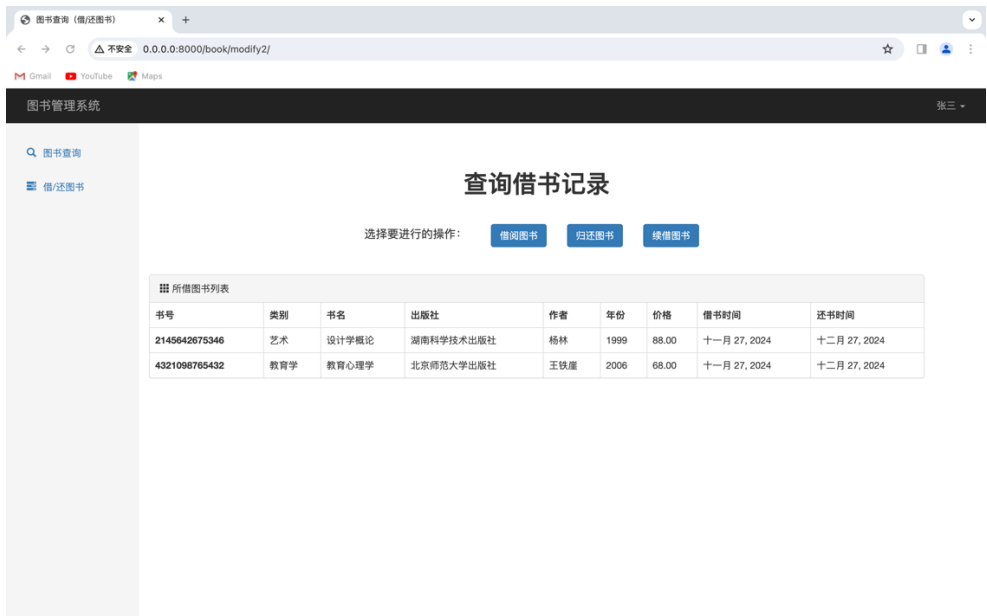 图书查询（借/还图书）
不安全 0.0.0.0:8000/book/modify2/
Gmail YouTube Maps
图书管理系统 张三
图书查询
借/还图书
查询借书记录
选择要进行的操作： 借阅图书 归还图书 续借图书
所借图书列表
书号 类别 书名 出版社 作者 年份 价格 借书时间 还书时间
2145642675346 艺术 设计学概论 湖南科学技术出版社 杨林 1999 88.00 十一月 27, 2024 十二月 27, 2024
4321098765432 教育学 教育心理学 北京师范大学出版社 王铁崖 2006 68.00 十一月 27, 2024 十二月 27, 2024